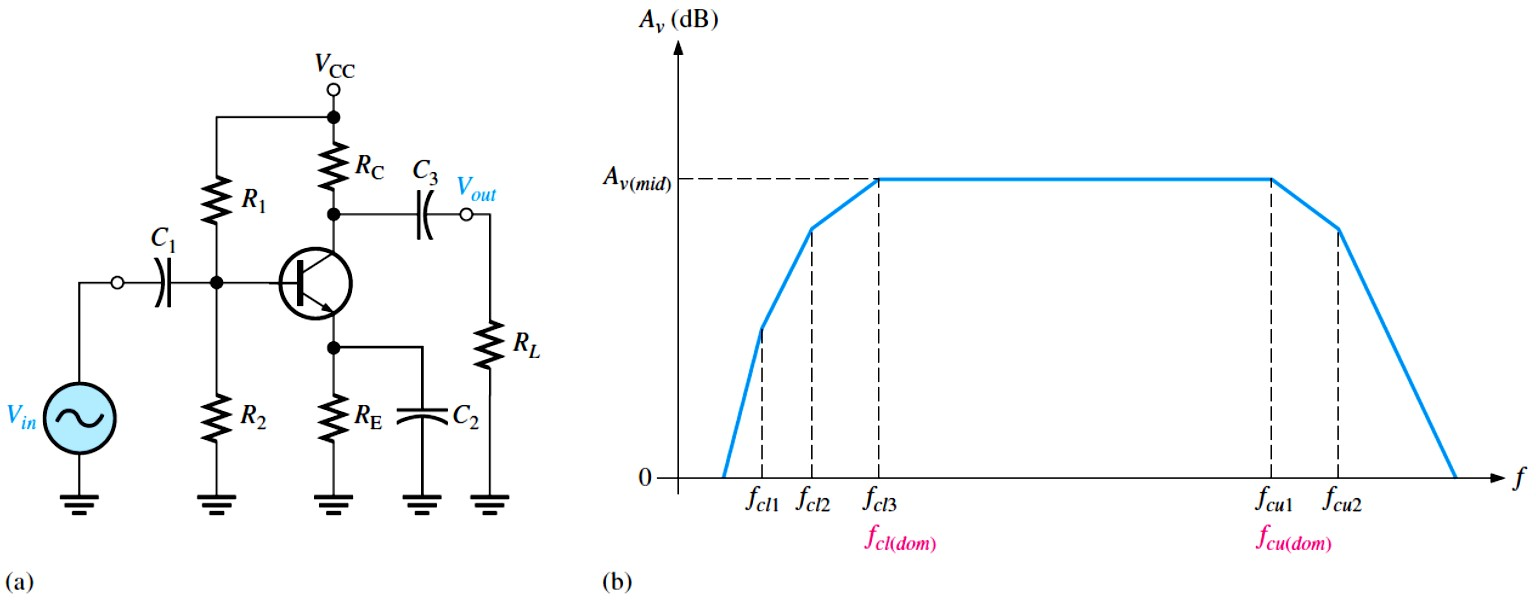 A_v (dB)
V_CC
R_C
C_3
V_out
A_v(mid)
R_1
C_1
R_L
V_in
R_2
R_E
C_2
0
f
f_cl1 f_cl2 f_cl3
f_cu1 f_cu2
f_cl(dom)
f_cu(dom)
(a)
(b)